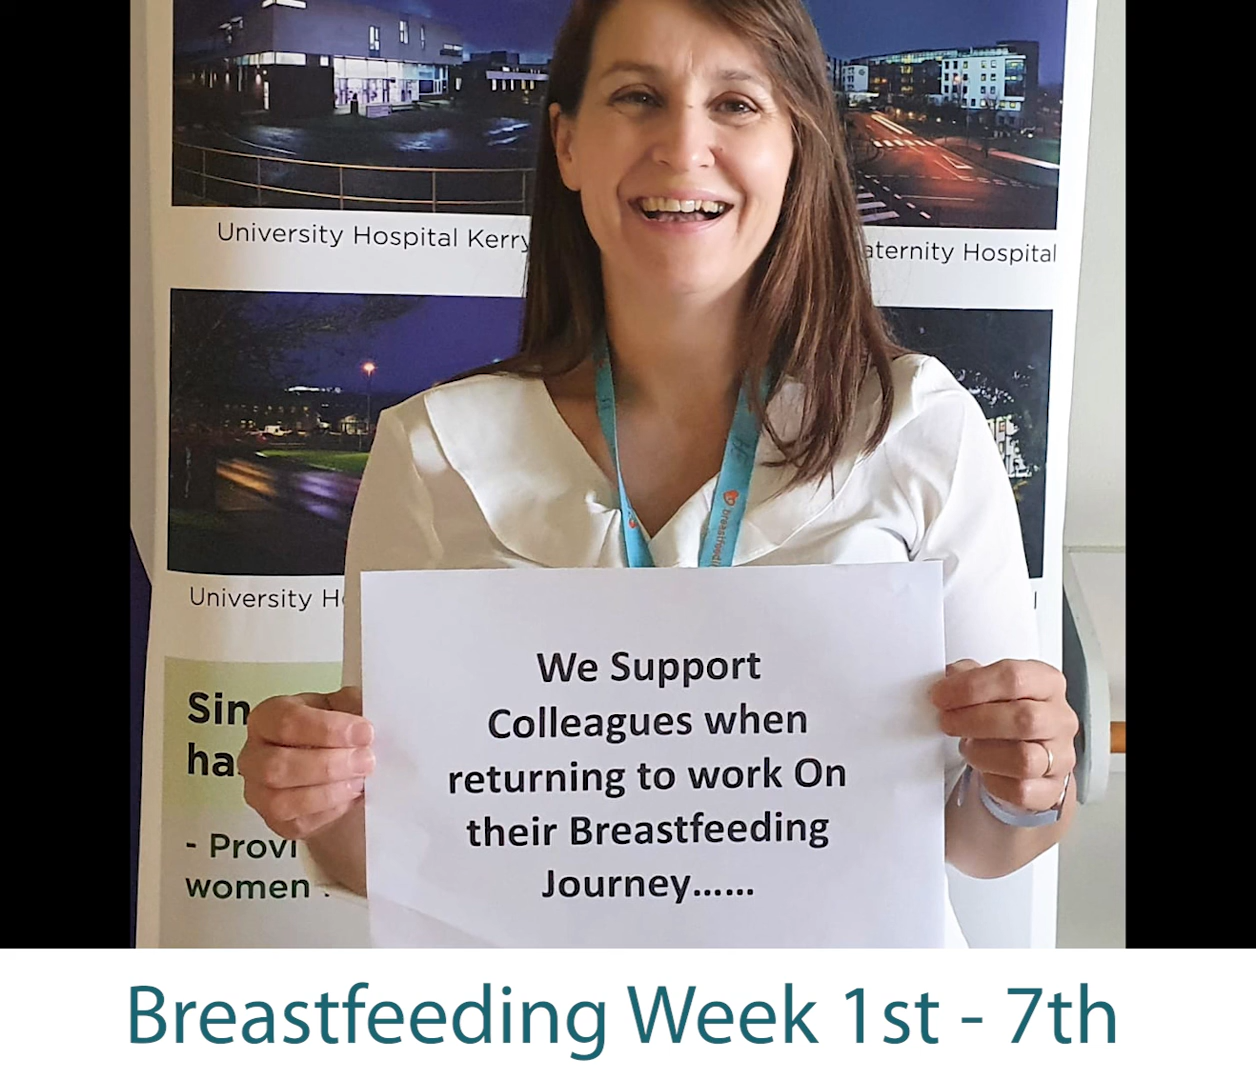 University Hospital Kerry
aternity Hospital
University H
Sin
ha
- Provi
women
breastfeedi
We Support
Colleagues when
returning to work On
their Breastfeeding
Journey......
Breastfeeding Week 1st - 7th